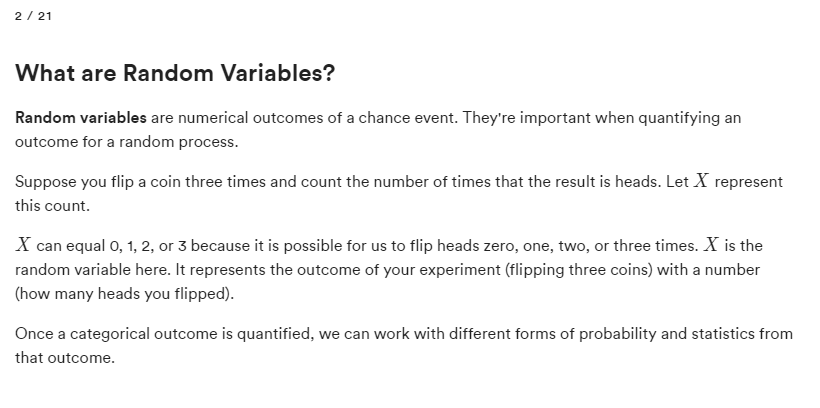 2 / 21
What are Random Variables?
Random variables are numerical outcomes of a chance event. They're important when quantifying an
outcome for a random process.
Suppose you flip a coin three times and count the number of times that the result is heads. Let X represent
this count.
X can equal 0, 1, 2, or 3 because it is possible for us to flip heads zero, one, two, or three times. X is the
random variable here. It represents the outcome of your experiment (flipping three coins) with a number
(how many heads you flipped).
Once a categorical outcome is quantified, we can work with different forms of probability and statistics from
that outcome.